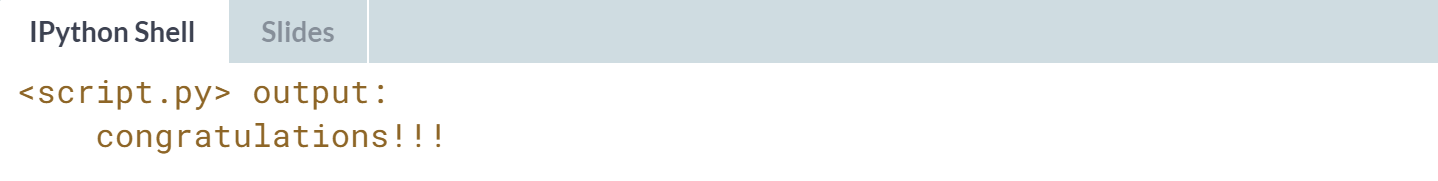 IPython Shell Slides
<script.py> output:
congratulations!!!